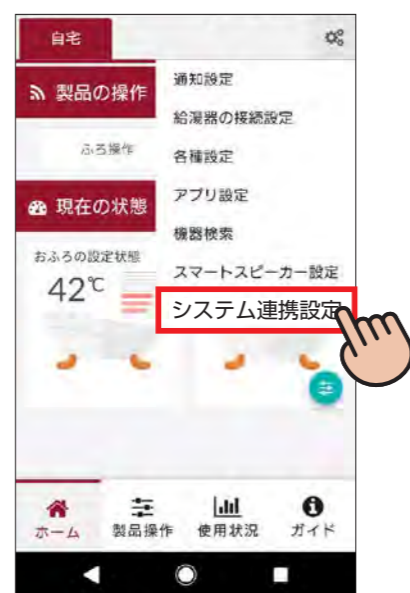 自宅
製品の操作
ふろ操作
現在の状態
おふろの設定状態
42℃
通知設定
給湯器の接続設定
各種設定
アプリ設定
機器検索
スマートスピーカー設定
システム連携設定
ホーム
製品操作
使用状況
ガイド